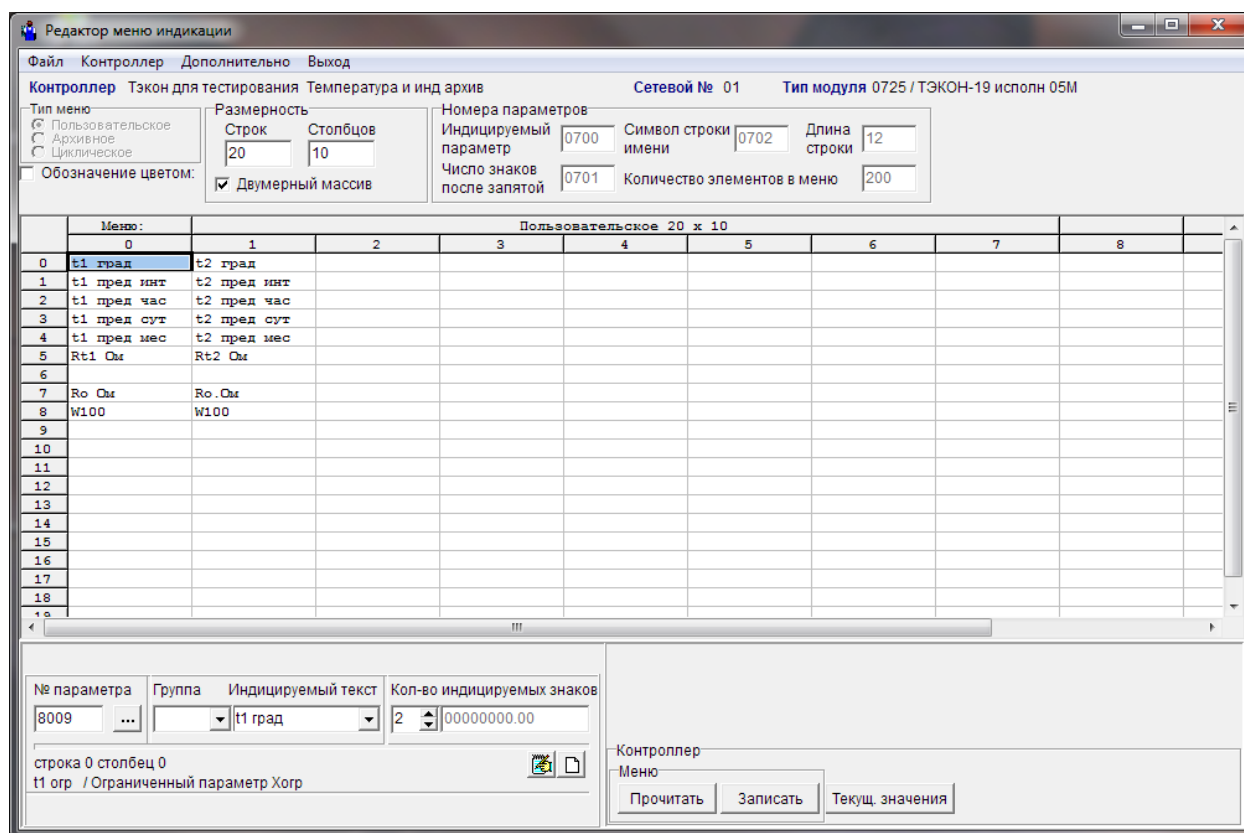 Редактор меню индикации
Файл Контроллер Дополнительно Выход
Контроллер Тэкон для тестирования Температура и инд архив Сетевой № 01 Тип модуля 0725 / ТЭКОН-19 исполн 05М
Тип меню
Пользовательское
Архивное
Циклическое
Обозначение цветом:
Размерность
Строк Столбцов
20 10
Двумерный массив
Номера параметров
Индицируемый параметр 0700 Символ строки имени 0702 Длина строки 12
Число знаков после запятой 0701 Количество элементов в меню 200
Меню: Пользовательское 20 x 10
0 1 2 3 4 5 6 7 8
0 t1 град t2 град
1 t1 пред инт t2 пред инт
2 t1 пред час t2 пред час
3 t1 пред сут t2 пред сут
4 t1 пред мес t2 пред мес
5 Rt1 Ом Rt2 Ом
6
7 Ro Ом Ro.Ом
8 W100 W100
9
10
11
12
13
14
15
16
17
18
19
№ параметра Группа Индицируемый текст Кол-во индицируемых знаков
8009 ... t1 град 2 00000000.00
строка 0 столбец 0
t1 огр / Ограниченный параметр Xогр
Контроллер
Меню
Прочитать Записать Текущ. значения